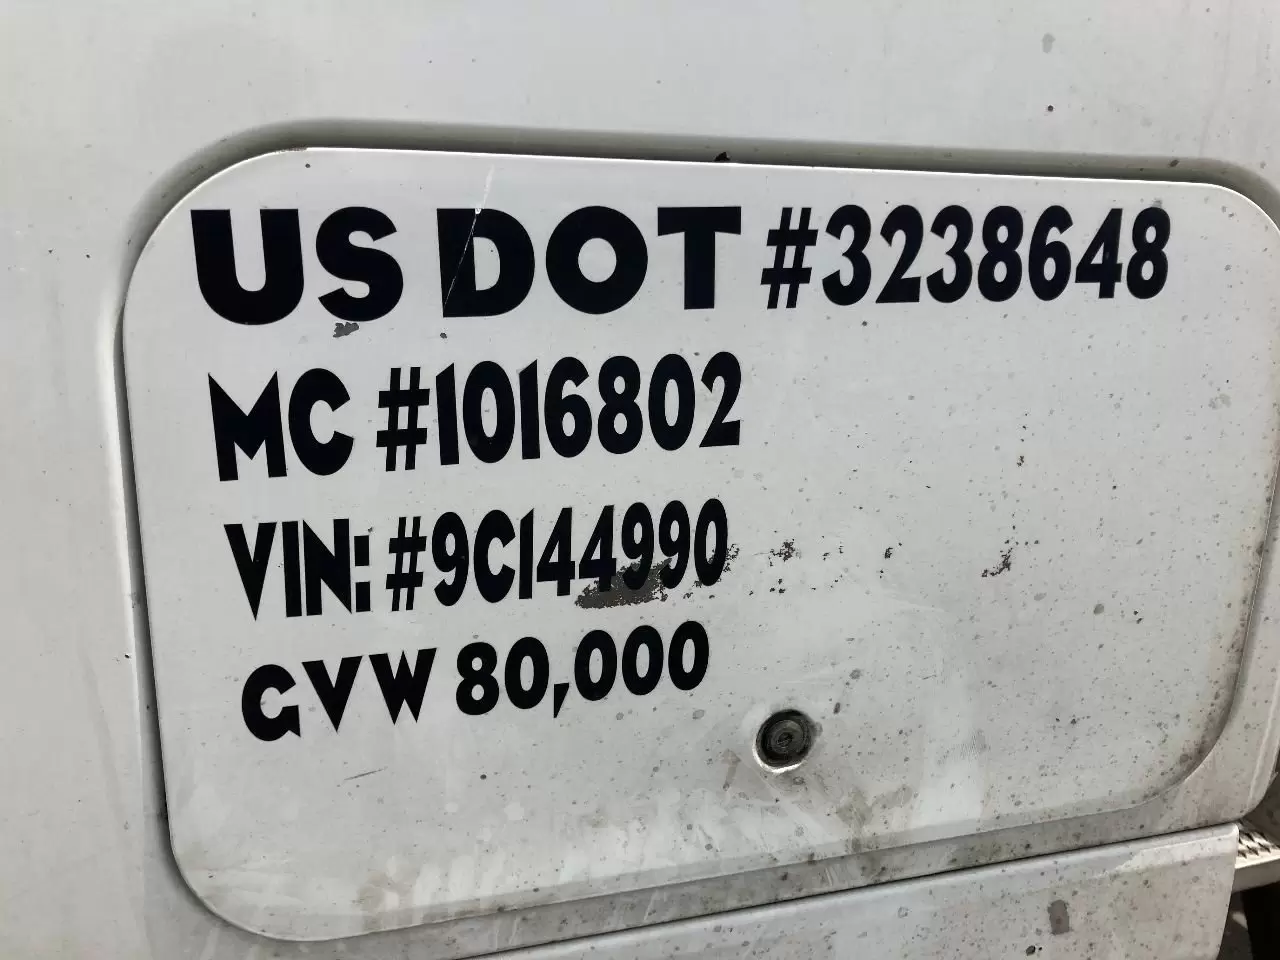 US DOT #3238648
MC #1016802
VIN: #9C144990
GVW 80,000